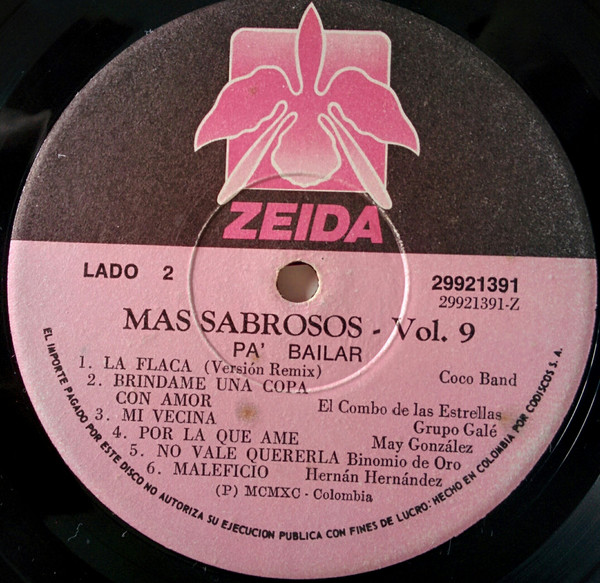 ZEIDA
LADO 2
29921391
29921391-Z
MAS SABROSOS - Vol. 9
PA' BAILAR
1. LA FLACA (Versión Remix) Coco Band
2. BRINDAME UNA COPA
CON AMOR El Combo de las Estrellas
3. MI VECINA Grupo Galé
4. POR LA QUE AME May González
5. NO VALE QUERERLA Binomio de Oro
6. MALEFICIO Hernán Hernández
(P) MCMXC - Colombia
EL IMPORTE PAGADO POR ESTE DISCO NO AUTORIZA SU EJECUCION PUBLICA CON FINES DE LUCRO: HECHO EN COLOMBIA POR CODISCOS S. A.